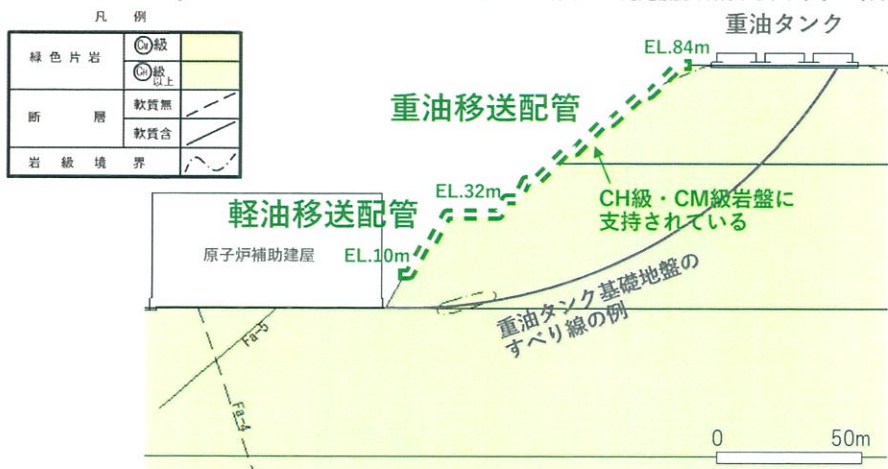 凡 例
緑色片岩
CM級
CH級以上
断層
軟質無
軟質含
岩級境界
重油タンク
EL.84m
重油移送配管
EL.32m
CH級・CM級岩盤に
支持されている
軽油移送配管
EL.10m
原子炉補助建屋
重油タンク基礎地盤の
すべり線の例
Fa-5
Fa-4
0
50m